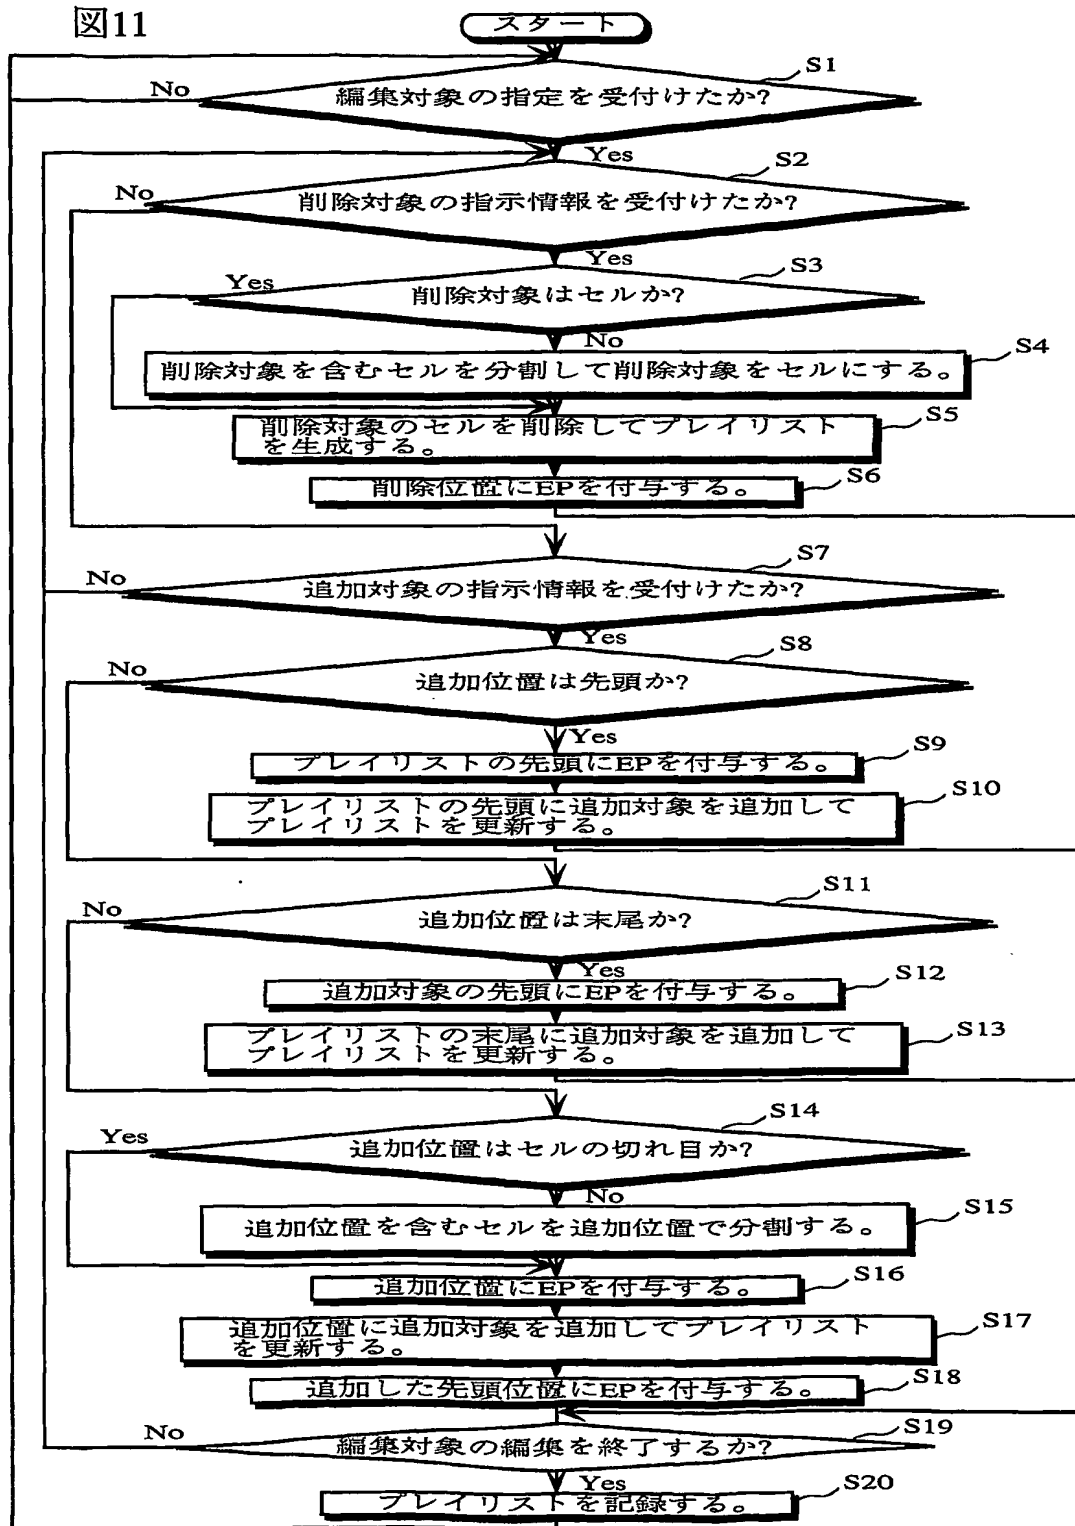 図11
スタート
S1
No
編集対象の指定を受付けたか?
Yes
S2
No
削除対象の指示情報を受付けたか?
Yes
S3
Yes
削除対象はセルか?
No
S4
削除対象を含むセルを分割して削除対象をセルにする。
S5
削除対象のセルを削除してプレイリスト
を生成する。
S6
削除位置にEPを付与する。
S7
No
追加対象の指示情報を受付けたか?
Yes
S8
No
追加位置は先頭か?
Yes
S9
プレイリストの先頭にEPを付与する。
S10
プレイリストの先頭に追加対象を追加して
プレイリストを更新する。
S11
No
追加位置は末尾か?
Yes
S12
追加対象の先頭にEPを付与する。
S13
プレイリストの末尾に追加対象を追加して
プレイリストを更新する。
S14
Yes
追加位置はセルの切れ目か?
No
S15
追加位置を含むセルを追加位置で分割する。
S16
追加位置にEPを付与する。
S17
追加位置に追加対象を追加してプレイリスト
を更新する。
S18
追加した先頭位置にEPを付与する。
S19
No
編集対象の編集を終了するか?
Yes
S20
プレイリストを記録する。